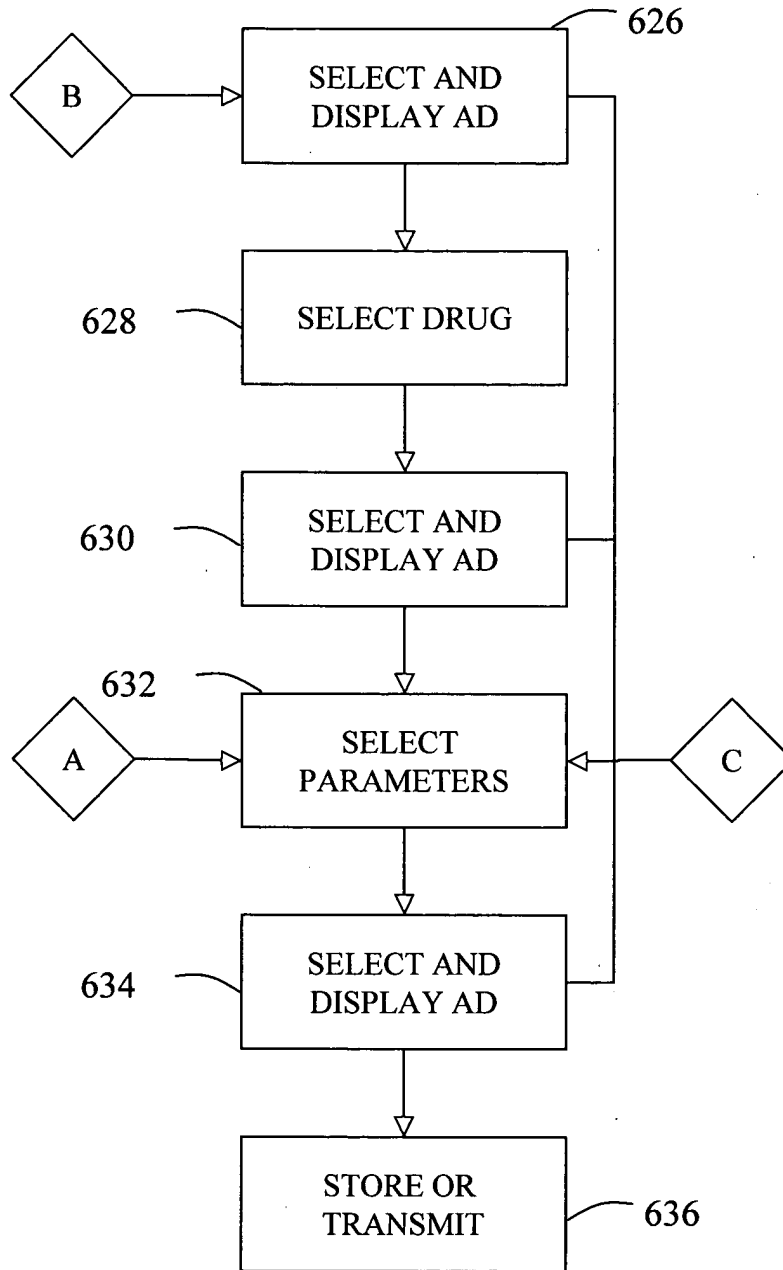 626
B
SELECT AND
DISPLAY AD
628
SELECT DRUG
630
SELECT AND
DISPLAY AD
632
A
SELECT
PARAMETERS
C
634
SELECT AND
DISPLAY AD
STORE OR
TRANSMIT
636